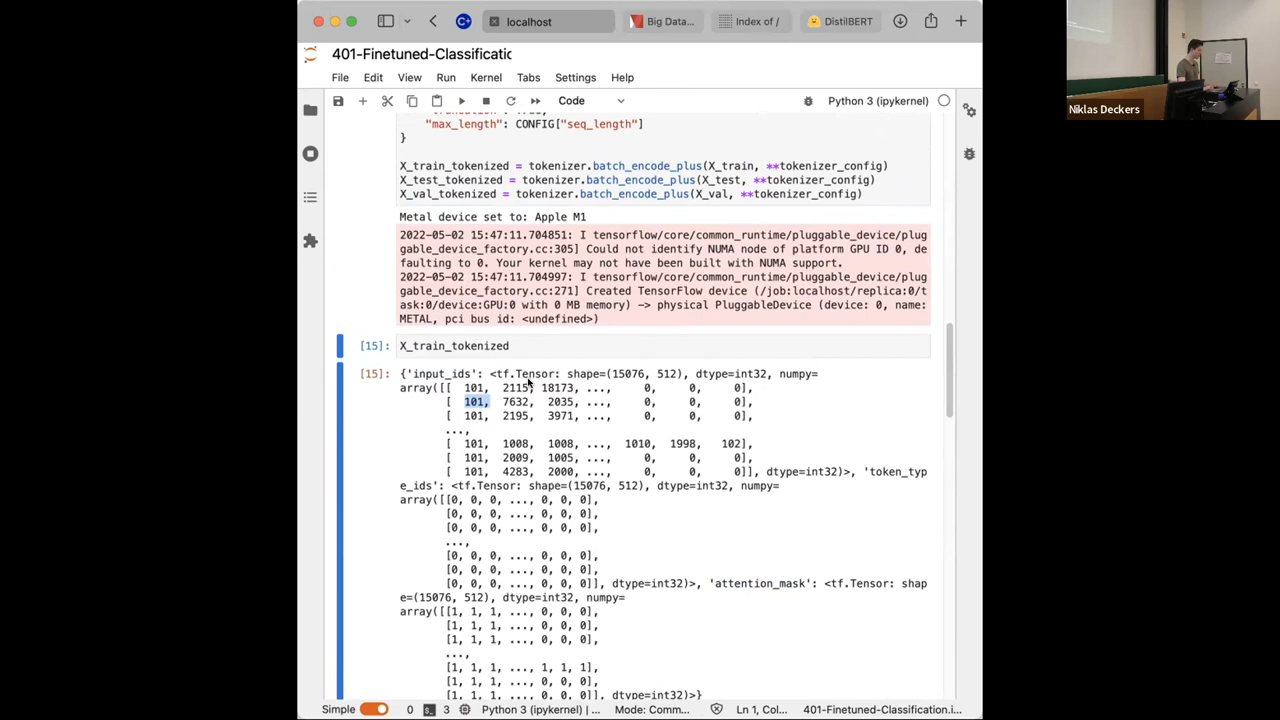 localhost
Big Data...
Index of /
DistilBERT
401-Finetuned-Classificatic
File Edit View Run Kernel Tabs Settings Help
Code
Python 3 (ipykernel)
"max_length": CONFIG["seq_length"]
}
X_train_tokenized = tokenizer.batch_encode_plus(X_train, **tokenizer_config)
X_test_tokenized = tokenizer.batch_encode_plus(X_test, **tokenizer_config)
X_val_tokenized = tokenizer.batch_encode_plus(X_val, **tokenizer_config)
Metal device set to: Apple M1
2022-05-02 15:47:11.704851: I tensorflow/core/common_runtime/pluggable_device/plug
gable_device_factory.cc:305] Could not identify NUMA node of platform GPU ID 0, de
faulting to 0. Your kernel may not have been built with NUMA support.
2022-05-02 15:47:11.704997: I tensorflow/core/common_runtime/pluggable_device/plug
gable_device_factory.cc:271] Created TensorFlow device (/job:localhost/replica:0/t
ask:0/device:GPU:0 with 0 MB memory) -> physical PluggableDevice (device: 0, name:
METAL, pci bus id: <undefined>)
[15]: X_train_tokenized
[15]: {'input_ids': <tf.Tensor: shape=(15076, 512), dtype=int32, numpy=
array([[ 101, 2115, 18173, ..., 0, 0, 0],
[ 101, 7632, 2035, ..., 0, 0, 0],
[ 101, 2195, 3971, ..., 0, 0, 0],
...,
[ 101, 1008, 1008, ..., 1010, 1998, 102],
[ 101, 2009, 1005, ..., 0, 0, 0],
[ 101, 4283, 2000, ..., 0, 0, 0]], dtype=int32)>, 'token_typ
e_ids': <tf.Tensor: shape=(15076, 512), dtype=int32, numpy=
array([[0, 0, 0, ..., 0, 0, 0],
[0, 0, 0, ..., 0, 0, 0],
[0, 0, 0, ..., 0, 0, 0],
...,
[0, 0, 0, ..., 0, 0, 0],
[0, 0, 0, ..., 0, 0, 0],
[0, 0, 0, ..., 0, 0, 0]], dtype=int32)>, 'attention_mask': <tf.Tensor: shap
e=(15076, 512), dtype=int32, numpy=
array([[1, 1, 1, ..., 0, 0, 0],
[1, 1, 1, ..., 0, 0, 0],
[1, 1, 1, ..., 0, 0, 0],
...,
[1, 1, 1, ..., 1, 1, 1],
[1, 1, 1, ..., 0, 0, 0],
[1, 1, 1, ..., 0, 0, 0]], dtype=int32)>}
Simple 0 3 Python 3 (ipykernel) | ... Mode: Comm... Ln 1, Col... 401-Finetuned-Classification.i...
Niklas Deckers